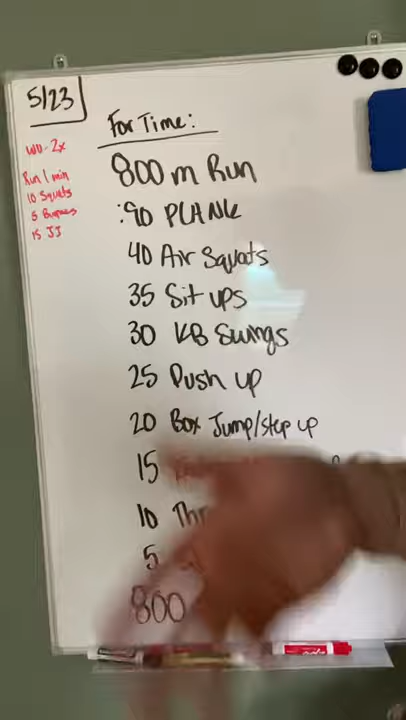 5/23
For Time:
WU - 2x
Run 1 min
10 Squats
5 Burpees
15 JJ
800 m Run
:90 PLANK
40 Air Squats
35 Sit ups
30 KB Swings
25 Push up
20 Box Jump/step up
15
10 Thr
5
800